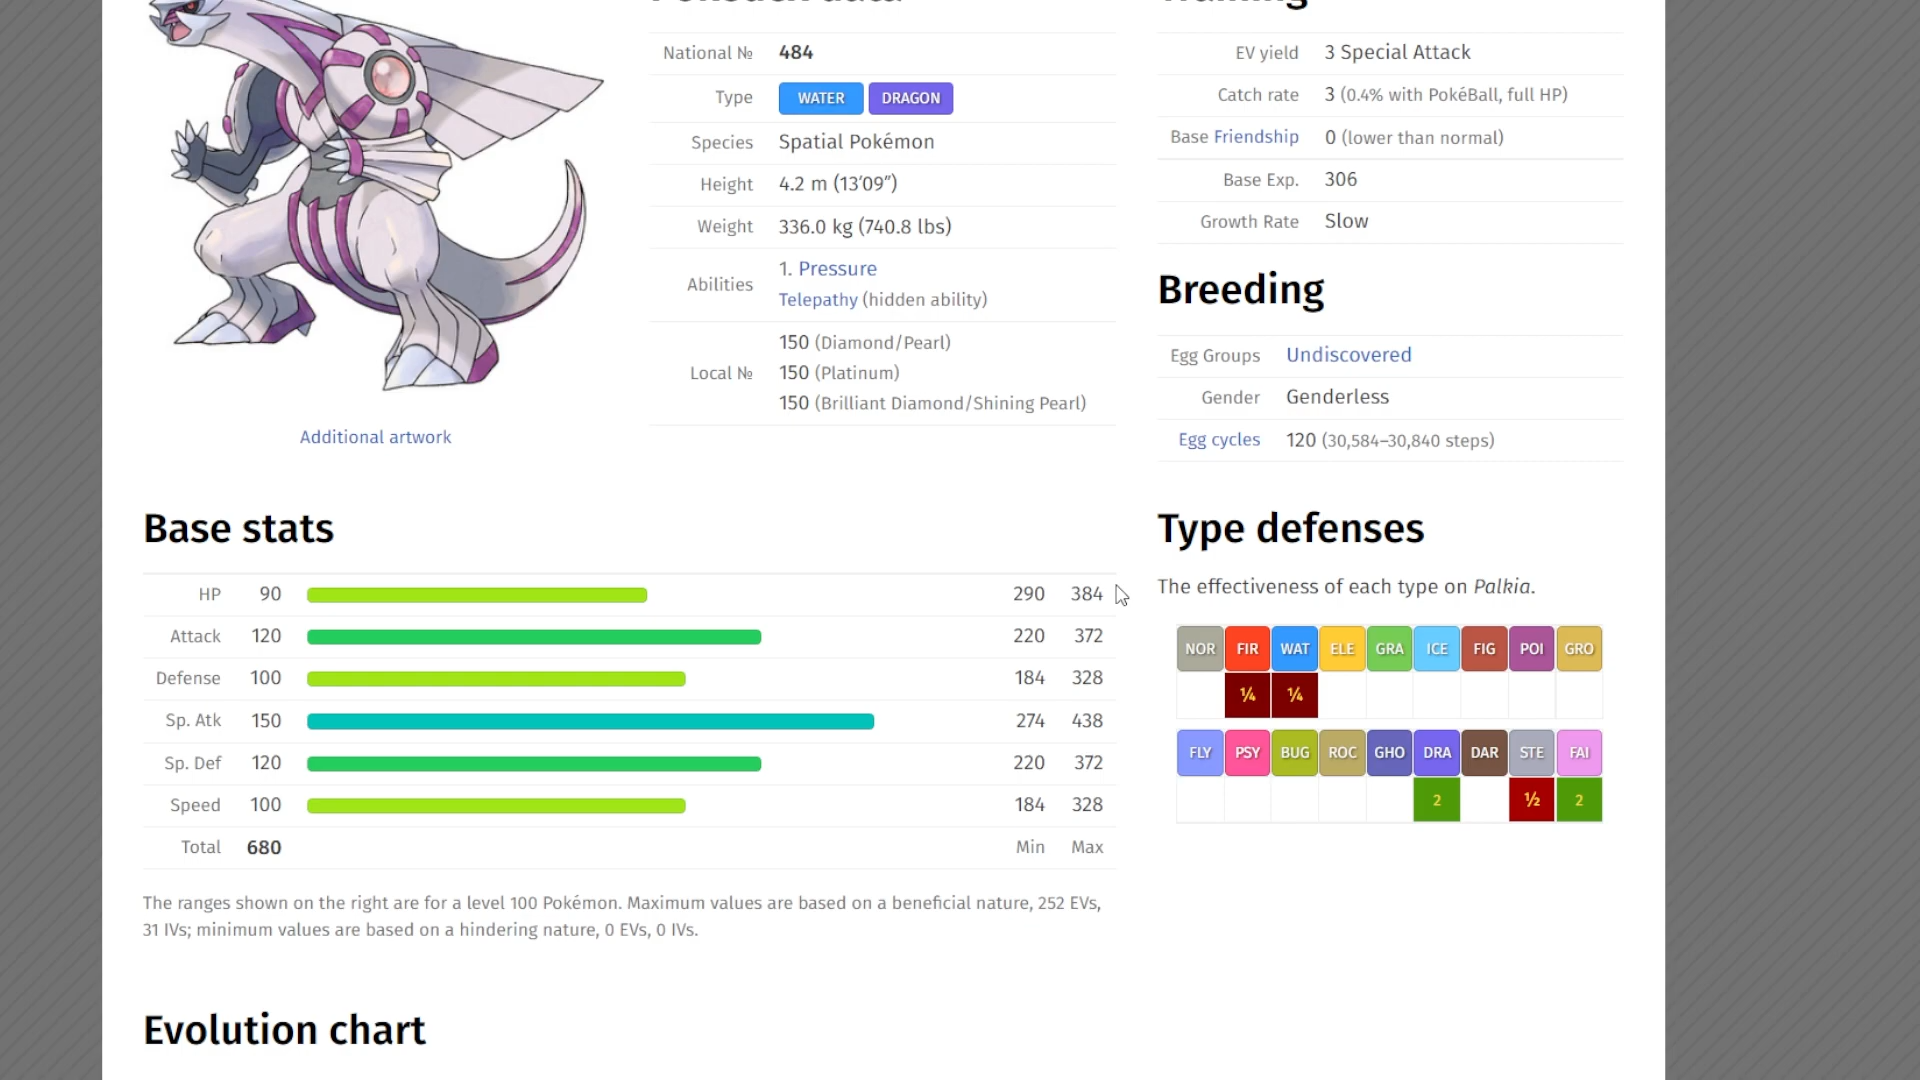 National № 484
Type WATER DRAGON
Species Spatial Pokémon
Height 4.2 m (13′09″)
Weight 336.0 kg (740.8 lbs)
Abilities 1. Pressure
Telepathy (hidden ability)
Local № 150 (Diamond/Pearl)
150 (Platinum)
150 (Brilliant Diamond/Shining Pearl)
Additional artwork
EV yield 3 Special Attack
Catch rate 3 (0.4% with PokéBall, full HP)
Base Friendship 0 (lower than normal)
Base Exp. 306
Growth Rate Slow
Breeding
Egg Groups Undiscovered
Gender Genderless
Egg cycles 120 (30,584–30,840 steps)
Base stats
HP 90 290 384
Attack 120 220 372
Defense 100 184 328
Sp. Atk 150 274 438
Sp. Def 120 220 372
Speed 100 184 328
Total 680 Min Max
The ranges shown on the right are for a level 100 Pokémon. Maximum values are based on a beneficial nature, 252 EVs,
31 IVs; minimum values are based on a hindering nature, 0 EVs, 0 IVs.
Type defenses
The effectiveness of each type on Palkia.
NOR FIR WAT ELE GRA ICE FIG POI GRO
¼ ¼
FLY PSY BUG ROC GHO DRA DAR STE FAI
2 ½ 2
Evolution chart